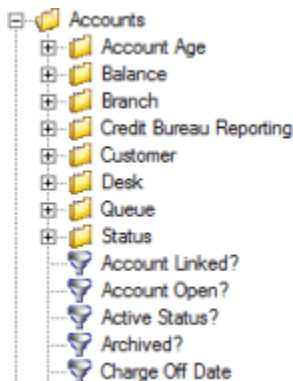 Accounts
Account Age
Balance
Branch
Credit Bureau Reporting
Customer
Desk
Queue
Status
Account Linked?
Account Open?
Active Status?
Archived?
Charge Off Date